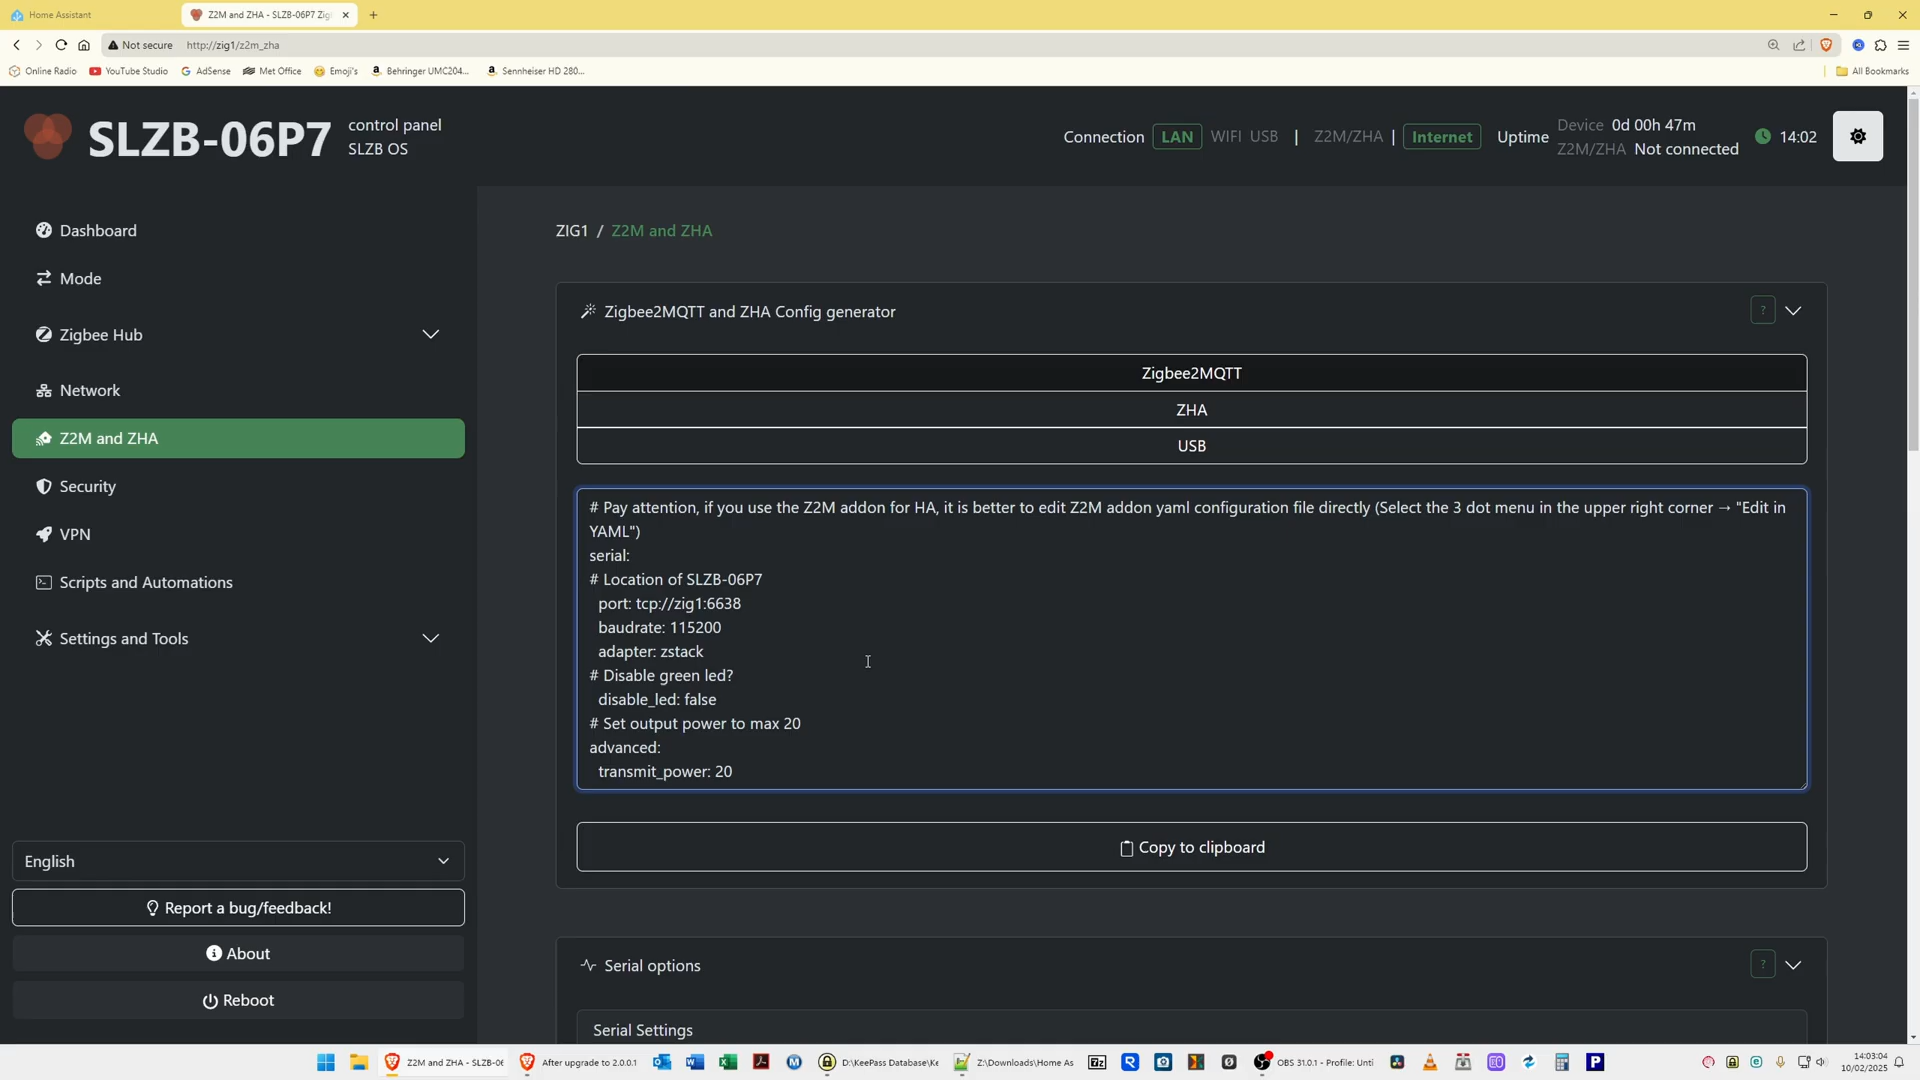 Home Assistant
Z2M and ZHA - SLZB-06P7 Zig
Not secure
http://zig1/z2m_zha
Online Radio
YouTube Studio
AdSense
Met Office
Emoji's
Behringer UMC204...
Sennheiser HD 280...
All Bookmarks
SLZB-06P7
control panel
SLZB OS
Connection LAN WIFI USB | Z2M/ZHA | Internet
Uptime
Device 0d 00h 47m
Z2M/ZHA Not connected
14:02
Dashboard
Mode
Zigbee Hub
Network
Z2M and ZHA
Security
VPN
Scripts and Automations
Settings and Tools
English
Report a bug/feedback!
About
Reboot
ZIG1 / Z2M and ZHA
Zigbee2MQTT and ZHA Config generator
?
Zigbee2MQTT
ZHA
USB
# Pay attention, if you use the Z2M addon for HA, it is better to edit Z2M addon yaml configuration file directly (Select the 3 dot menu in the upper right corner → "Edit in
YAML")
serial:
# Location of SLZB-06P7
port: tcp://zig1:6638
baudrate: 115200
adapter: zstack
# Disable green led?
disable_led: false
# Set output power to max 20
advanced:
transmit_power: 20
Copy to clipboard
Serial options
?
Serial Settings
Z2M and ZHA - SLZB-06
After upgrade to 2.0.0.1
D:\KeePass Database\Ke
Z:\Downloads\Home As
OBS 31.0.1 - Profile: Unti
14:03:04
10/02/2025